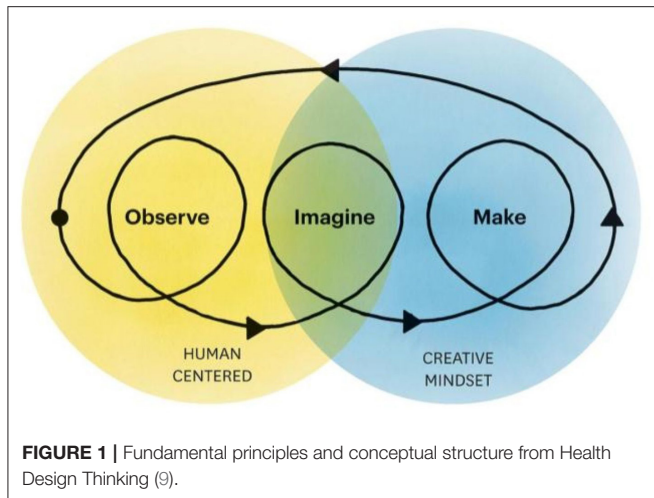 Observe
Imagine
Make
HUMAN
CENTERED
CREATIVE
MINDSET
FIGURE 1 | Fundamental principles and conceptual structure from Health
Design Thinking (9).